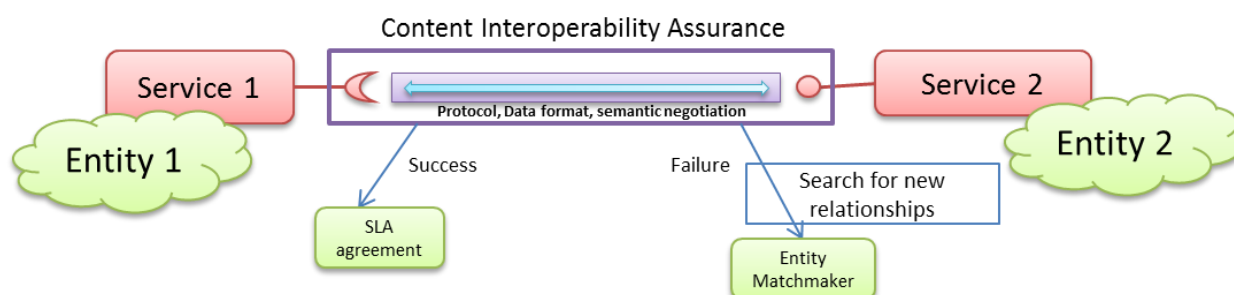 Content Interoperability Assurance
Service 1
Service 2
Protocol, Data format, semantic negotiation
Entity 1
Entity 2
Success
Failure
Search for new
relationships
SLA
agreement
Entity
Matchmaker